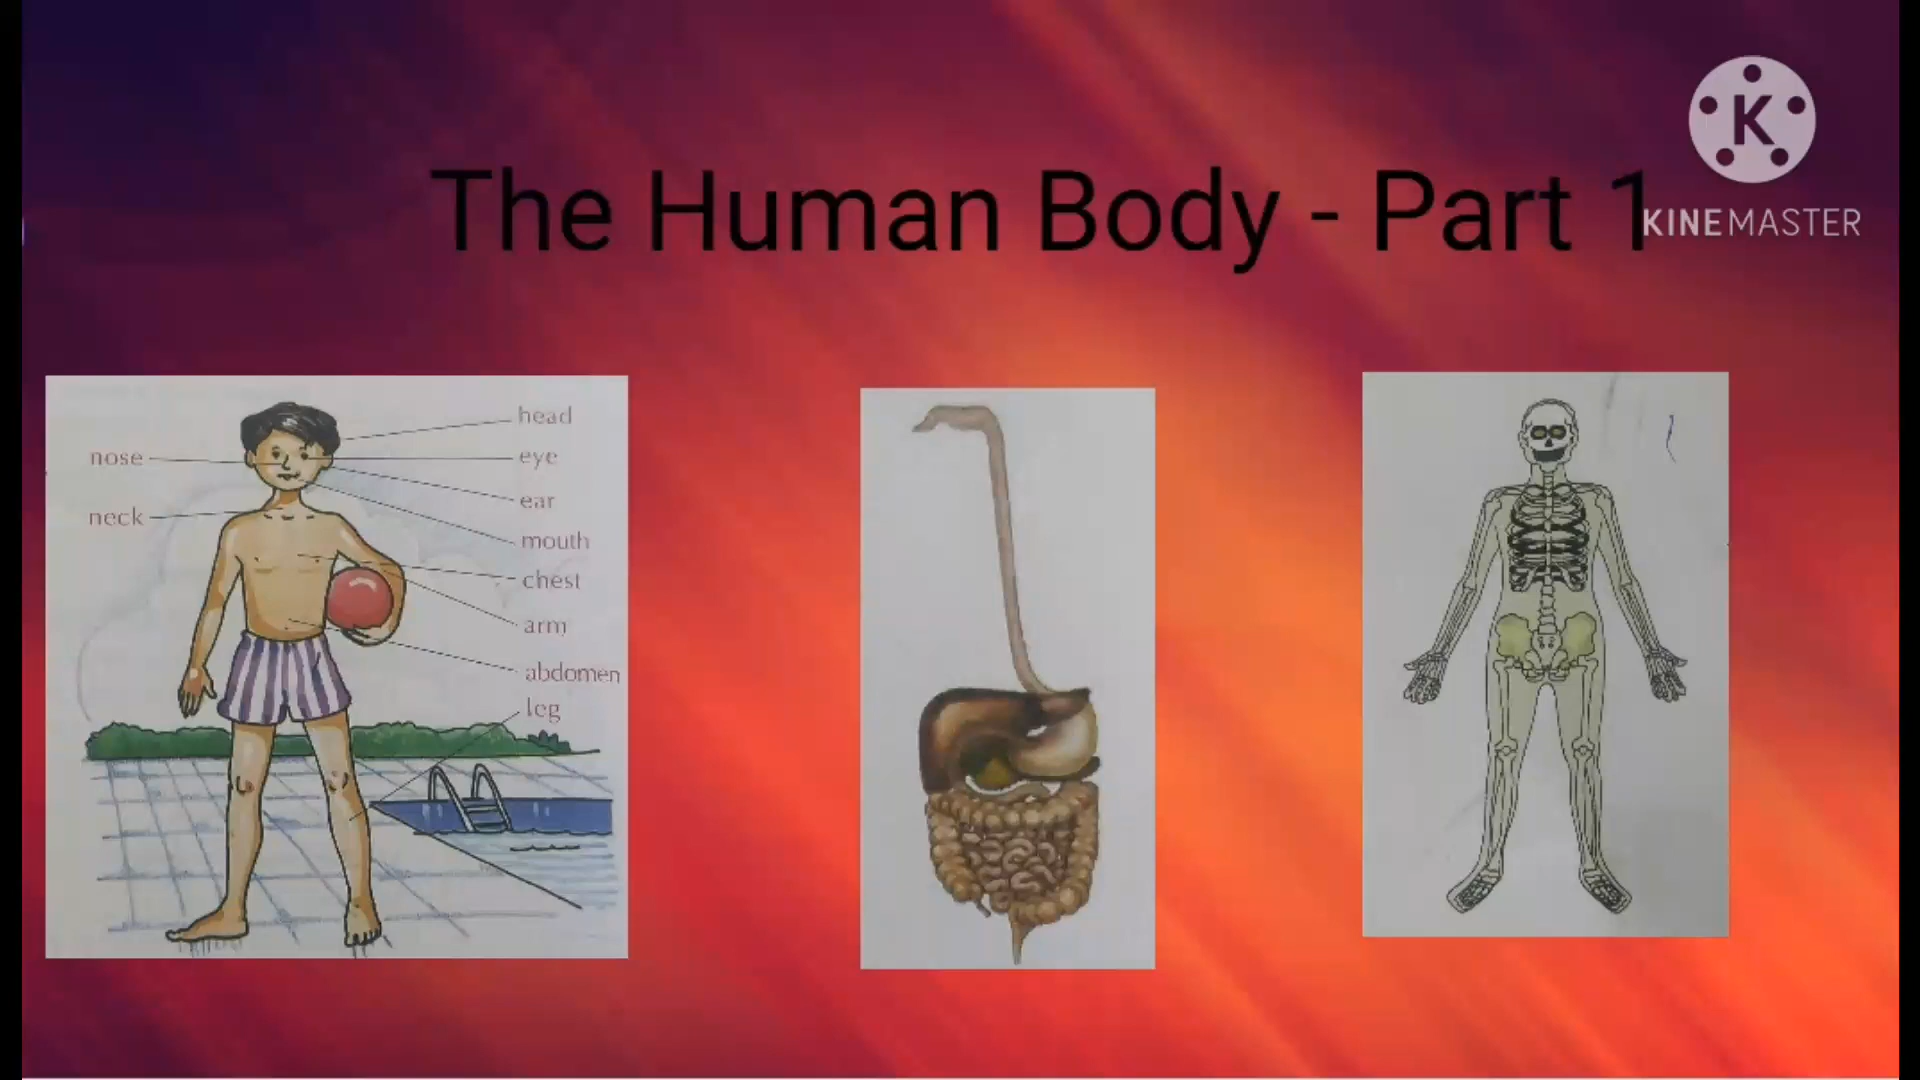 The Human Body - Part 1
K
KINEMASTER
head
nose
eye
ear
neck
mouth
chest
arm
abdomen
leg